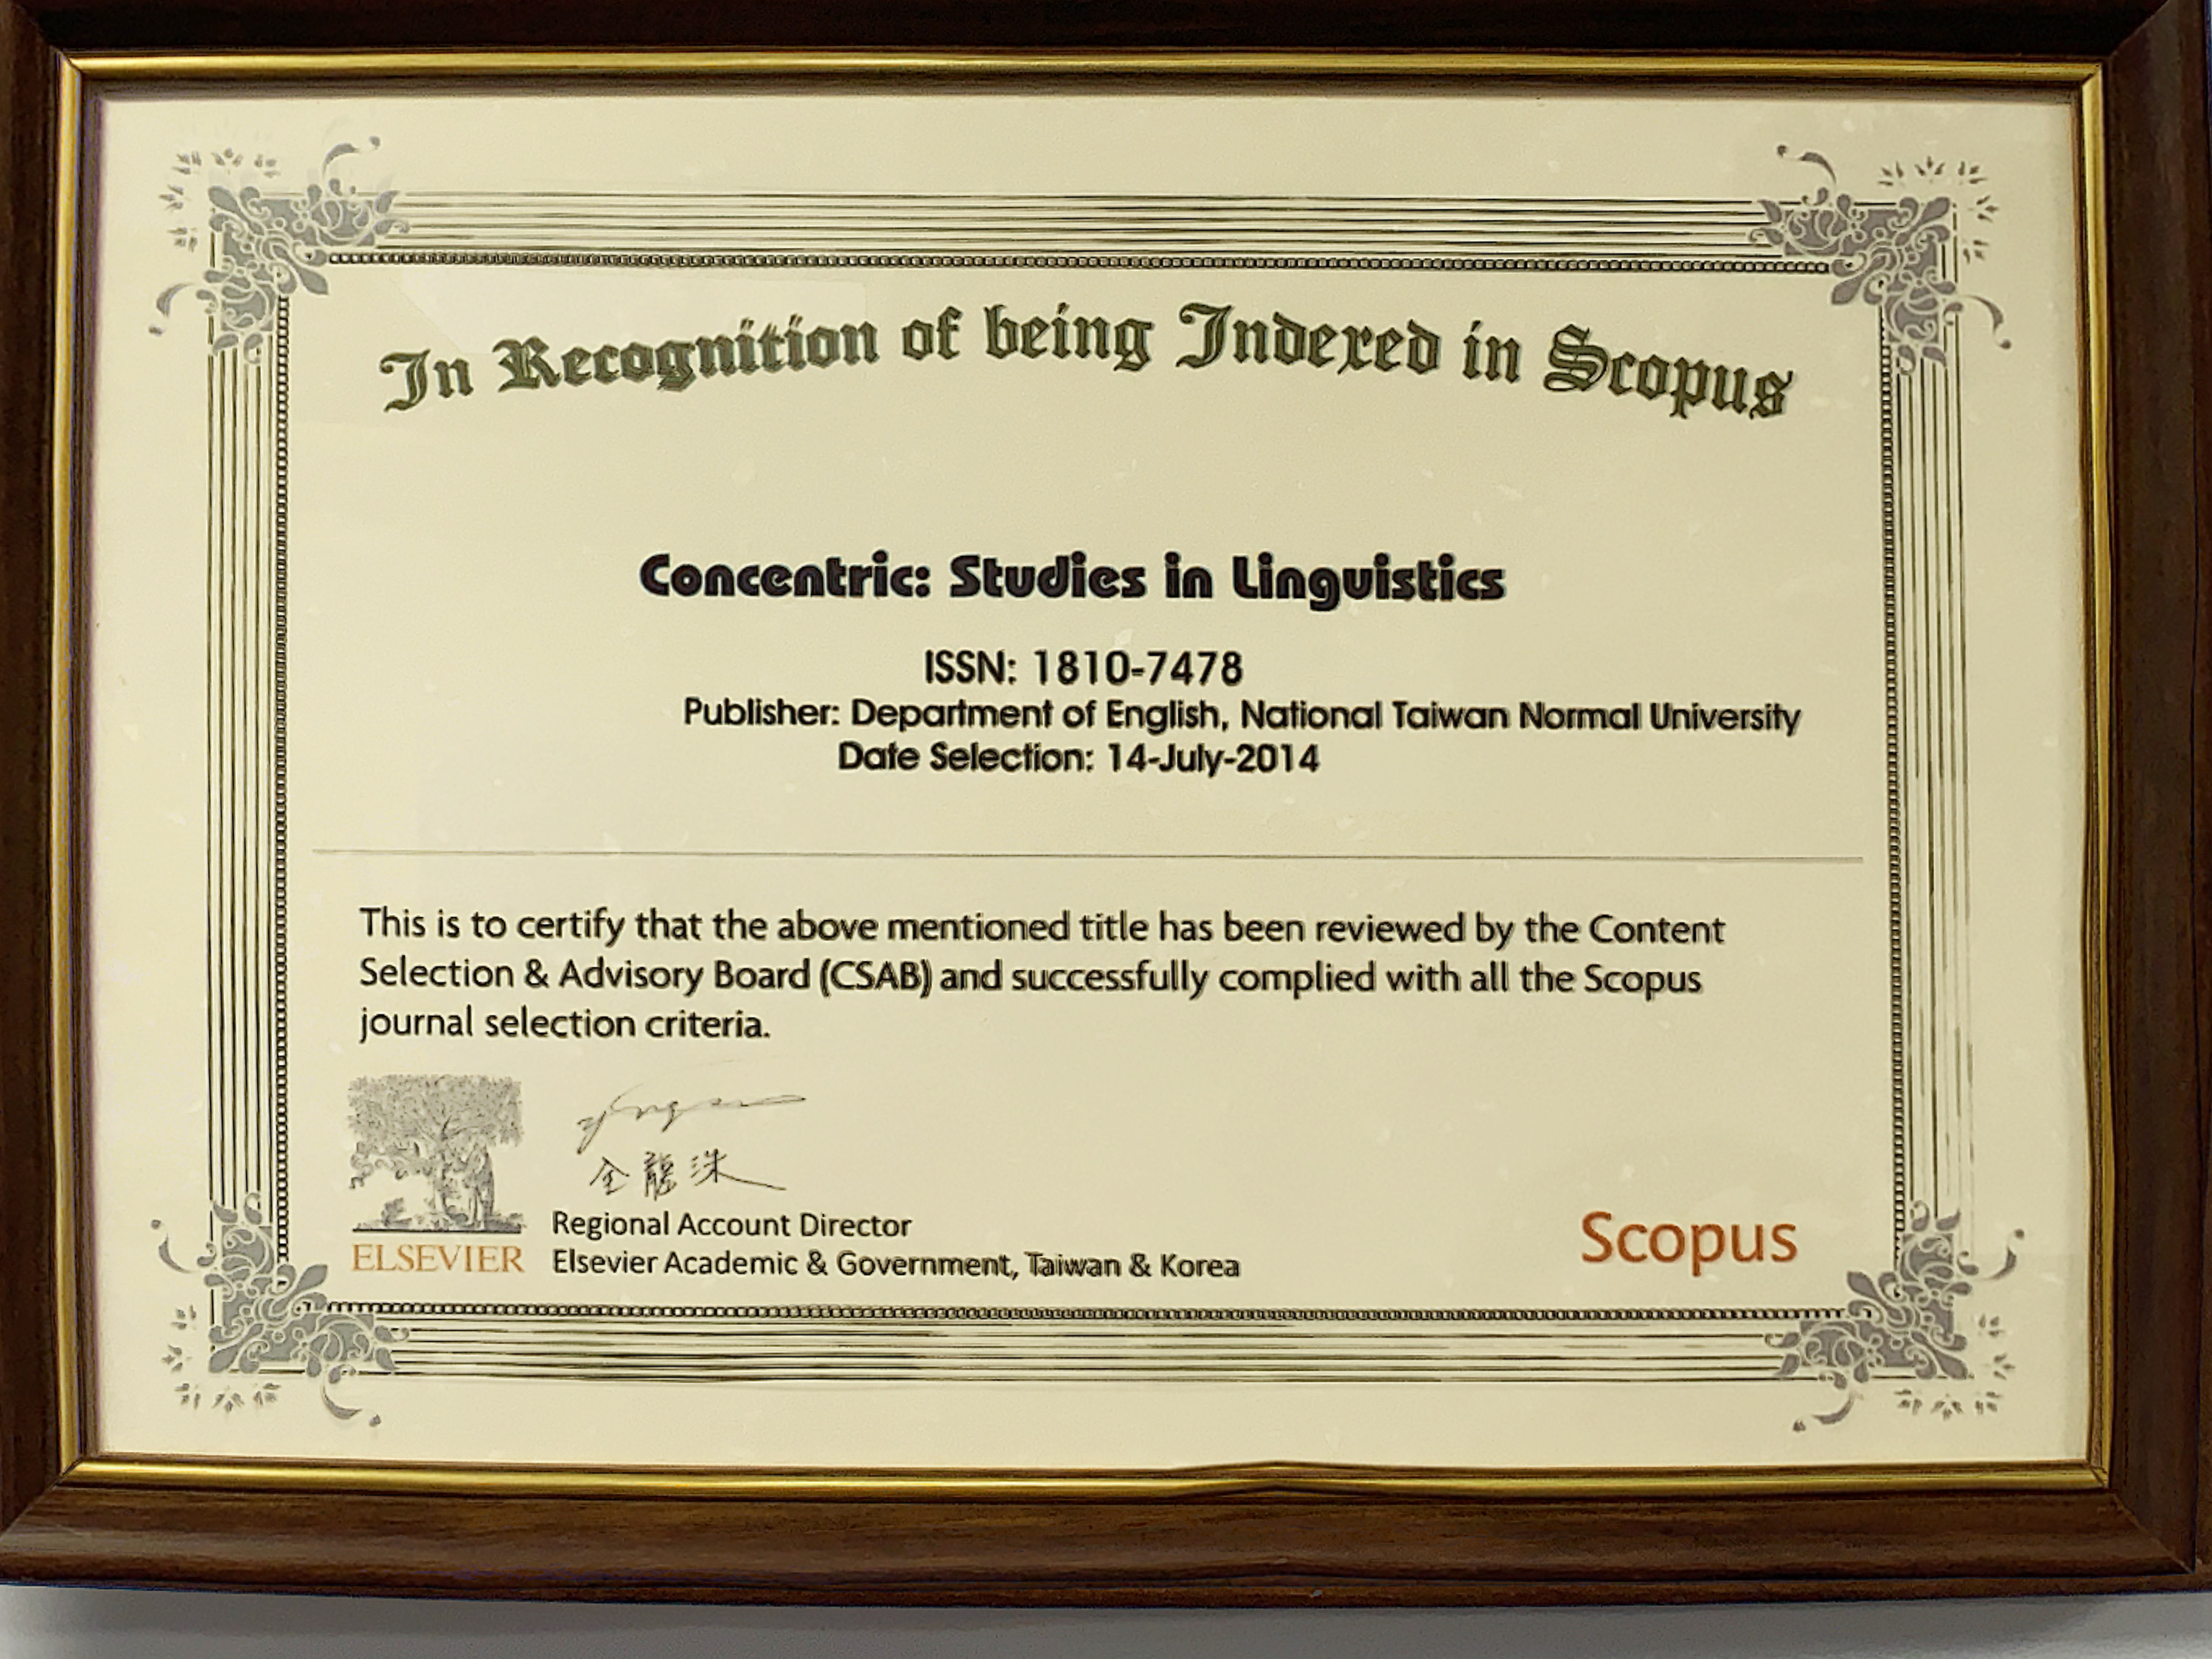 In Recognition of being Indexed in Scopus
Concentric: Studies in Linguistics
ISSN: 1810-7478
Publisher: Department of English, National Taiwan Normal University
Date Selection: 14-July-2014
This is to certify that the above mentioned title has been reviewed by the Content
Selection & Advisory Board (CSAB) and successfully complied with all the Scopus
journal selection criteria.
Regional Account Director
ELSEVIER
Elsevier Academic & Government, Taiwan & Korea
Scopus